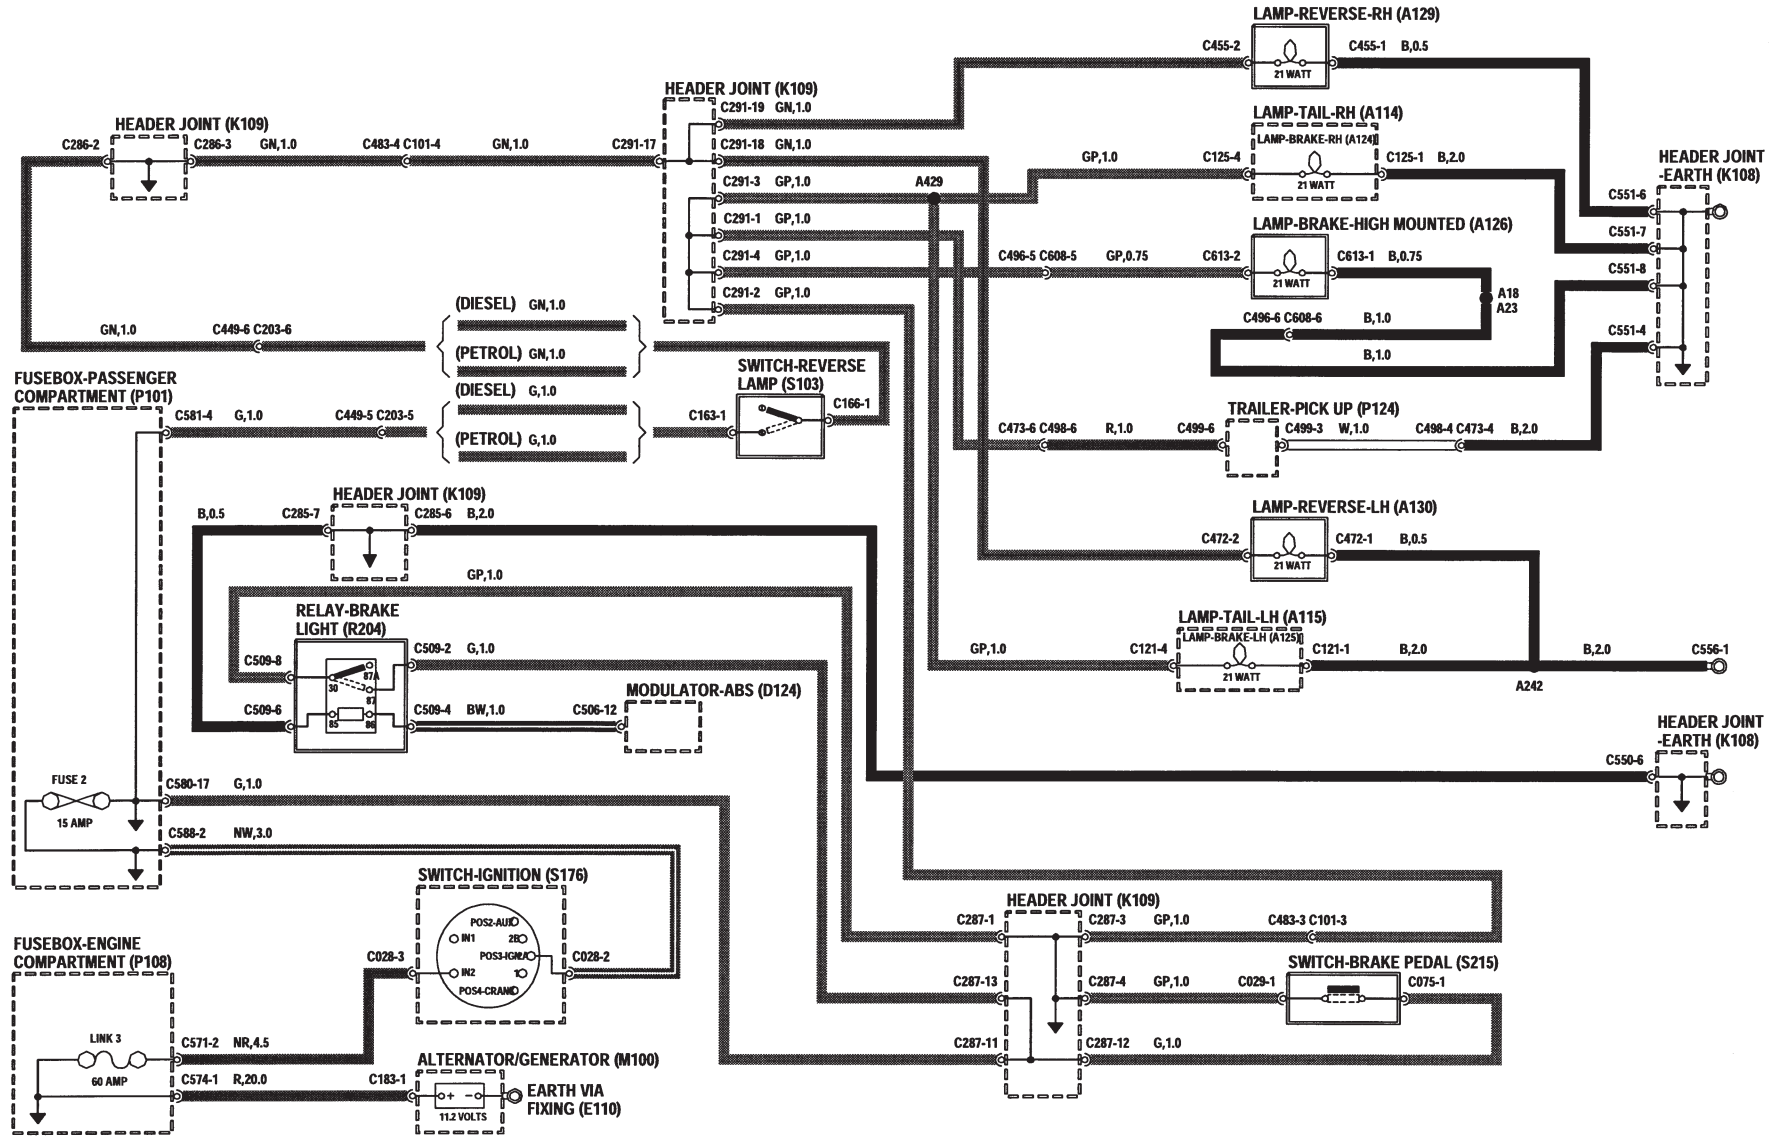 LAMP-REVERSE-RH (A129)
C455-2
C455-1 B,0.5
21 WATT
HEADER JOINT (K109)
C291-19 GN,1.0
LAMP-TAIL-RH (A114)
LAMP-BRAKE-RH (A124)
HEADER JOINT (K109)
C286-2
C286-3 GN,1.0
C483-4 C101-4
GN,1.0
C291-17
C291-18 GN,1.0
GP,1.0
C125-4
C125-1 B,2.0
21 WATT
HEADER JOINT
-EARTH (K108)
C291-3 GP,1.0
A429
C551-6
C291-1 GP,1.0
LAMP-BRAKE-HIGH MOUNTED (A126)
C551-7
C291-4 GP,1.0
C496-5 C608-5
GP,0.75
C613-2
C613-1 B,0.75
21 WATT
C551-8
C291-2 GP,1.0
A18
A23
(DIESEL) GN,1.0
C496-6 C608-6
B,1.0
C551-4
GN,1.0
C449-6 C203-6
(PETROL) GN,1.0
B,1.0
SWITCH-REVERSE
LAMP (S103)
FUSEBOX-PASSENGER
COMPARTMENT (P101)
(DIESEL) G,1.0
C581-4 G,1.0
C449-5 C203-5
(PETROL) G,1.0
C163-1
C166-1
TRAILER-PICK UP (P124)
C473-6 C498-6
R,1.0
C499-6
C499-3 W,1.0
C498-4 C473-4 B,2.0
HEADER JOINT (K109)
B,0.5
C285-7
C285-6 B,2.0
LAMP-REVERSE-LH (A130)
C472-2
C472-1 B,0.5
21 WATT
GP,1.0
RELAY-BRAKE
LIGHT (R204)
LAMP-TAIL-LH (A115)
LAMP-BRAKE-LH (A125)
C509-8
C509-2 G,1.0
GP,1.0
C121-4
C121-1
B,2.0
B,2.0
C556-1
21 WATT
A242
30
87A
87
MODULATOR-ABS (D124)
C509-6
85
86
C509-4 BW,1.0
C506-12
HEADER JOINT
-EARTH (K108)
C550-6
FUSE 2
15 AMP
C580-17 G,1.0
C588-2 NW,3.0
SWITCH-IGNITION (S176)
POS2-AUX
IN1
2B
POS3-IGN
2A
IN2
1
POS4-CRANK
C028-3
C028-2
HEADER JOINT (K109)
C287-1
C287-3 GP,1.0
C483-3 C101-3
FUSEBOX-ENGINE
COMPARTMENT (P108)
C287-13
C287-4 GP,1.0
C029-1
SWITCH-BRAKE PEDAL (S215)
C075-1
LINK 3
60 AMP
C571-2 NR,4.5
C287-11
C287-12 G,1.0
C574-1 R,20.0
C183-1
ALTERNATOR/GENERATOR (M100)
+ -
11.2 VOLTS
EARTH VIA
FIXING (E110)